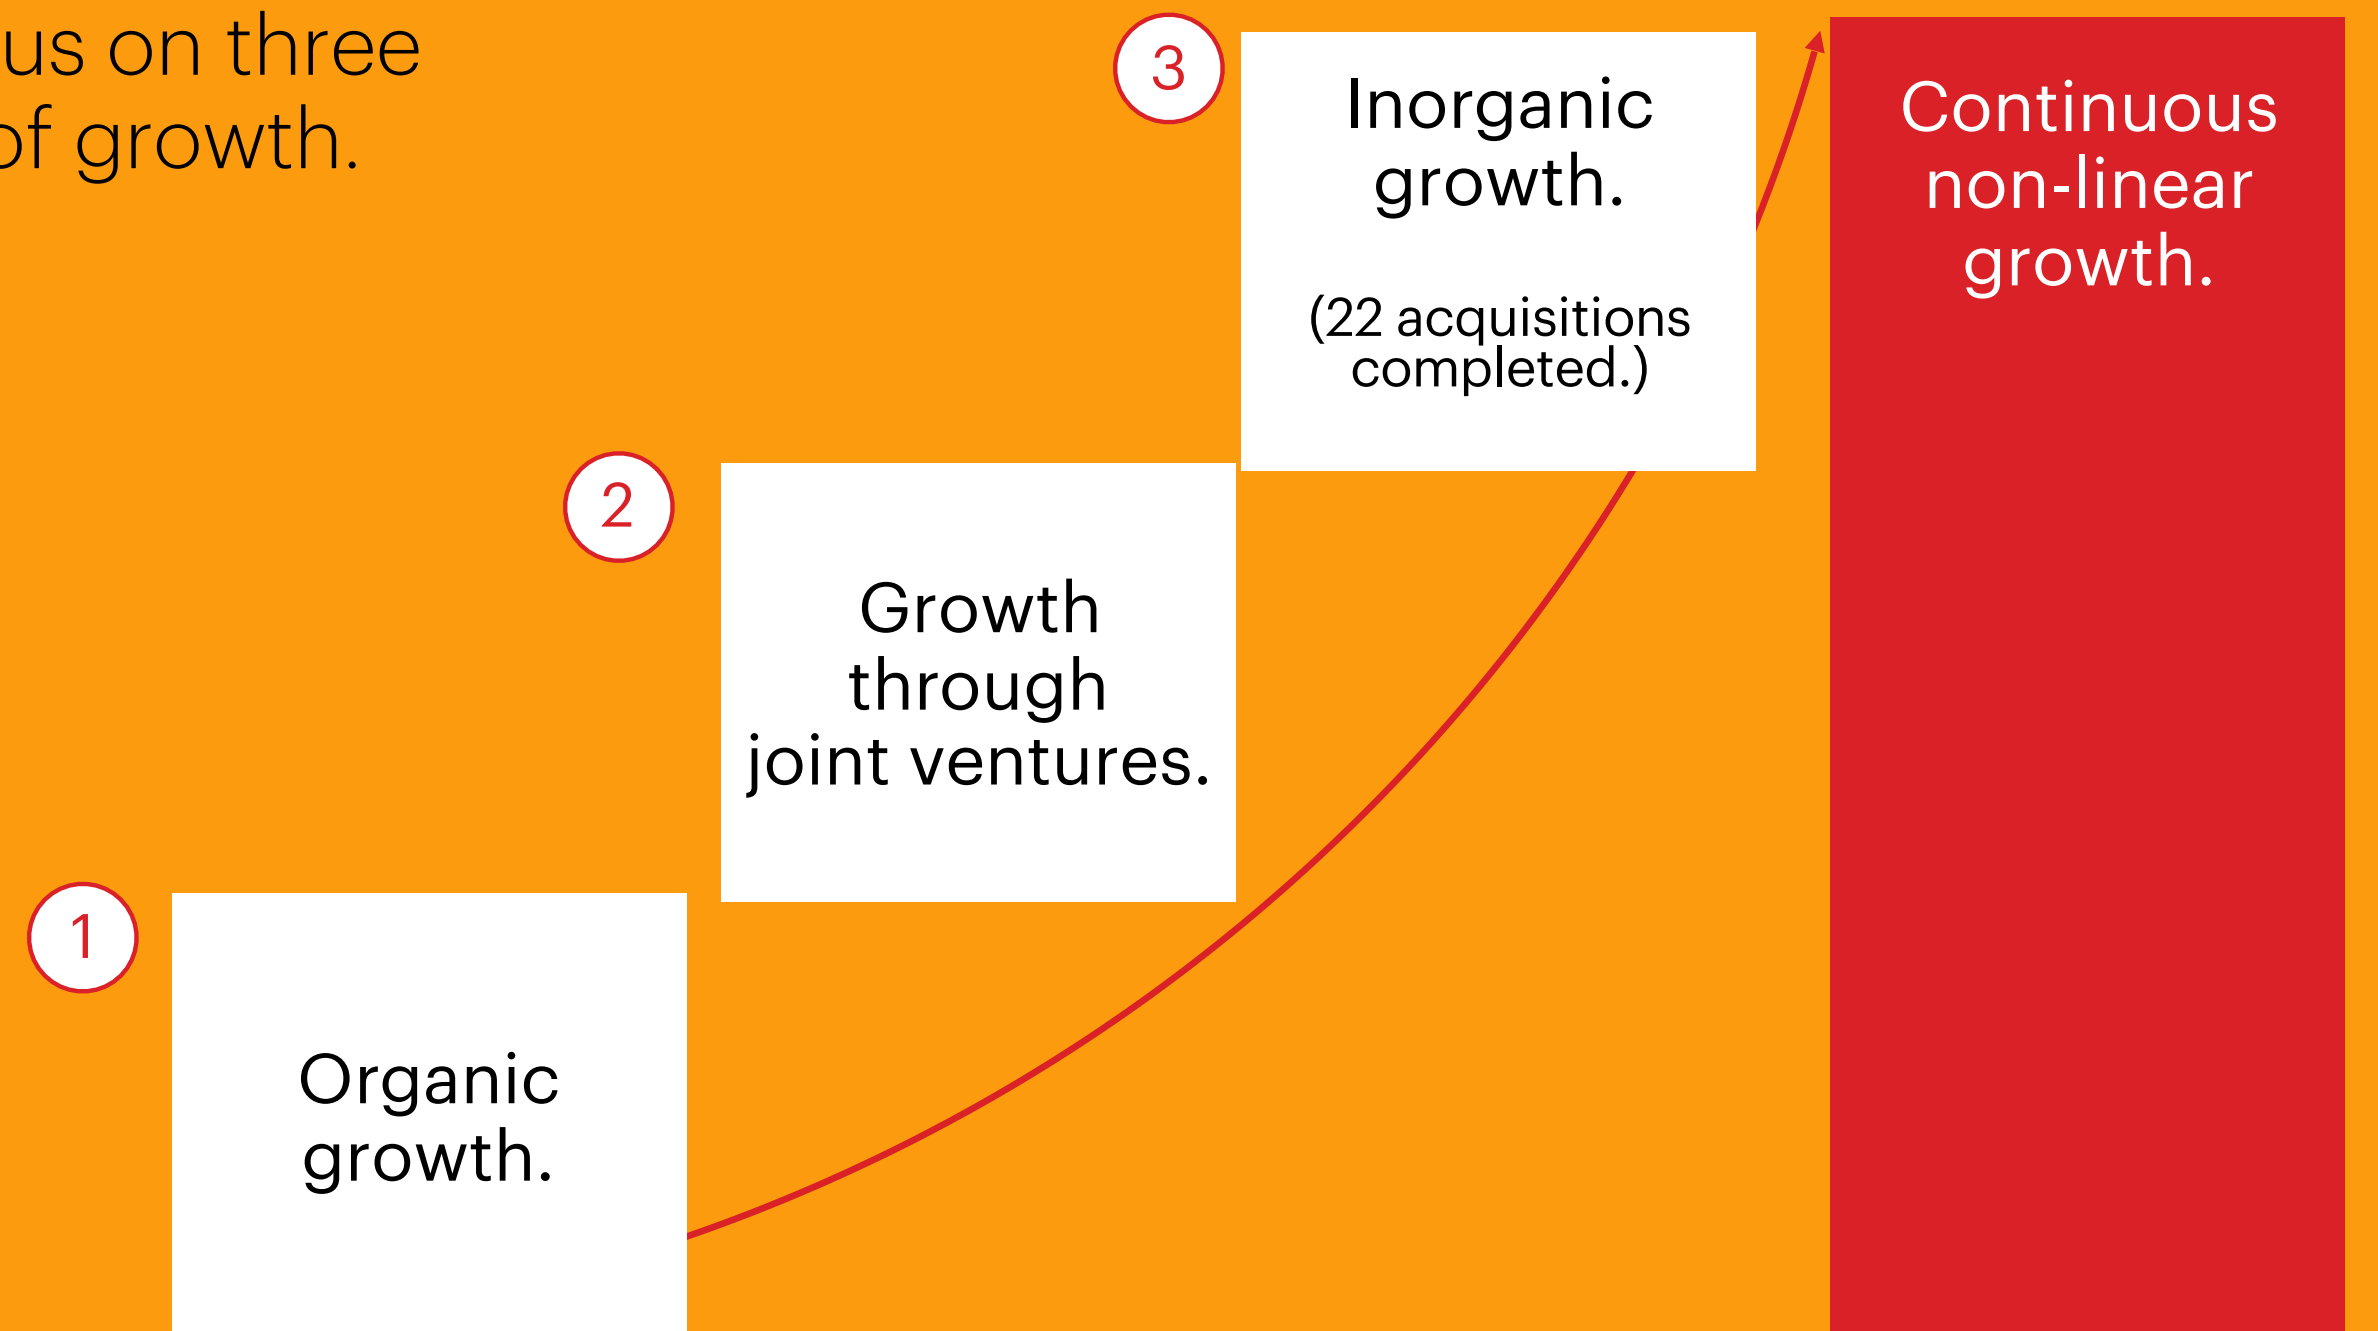 us on three
of growth.
3
Inorganic
growth.
(22 acquisitions
completed.)
Continuous
non-linear
growth.
2
Growth
through
joint ventures.
1
Organic
growth.